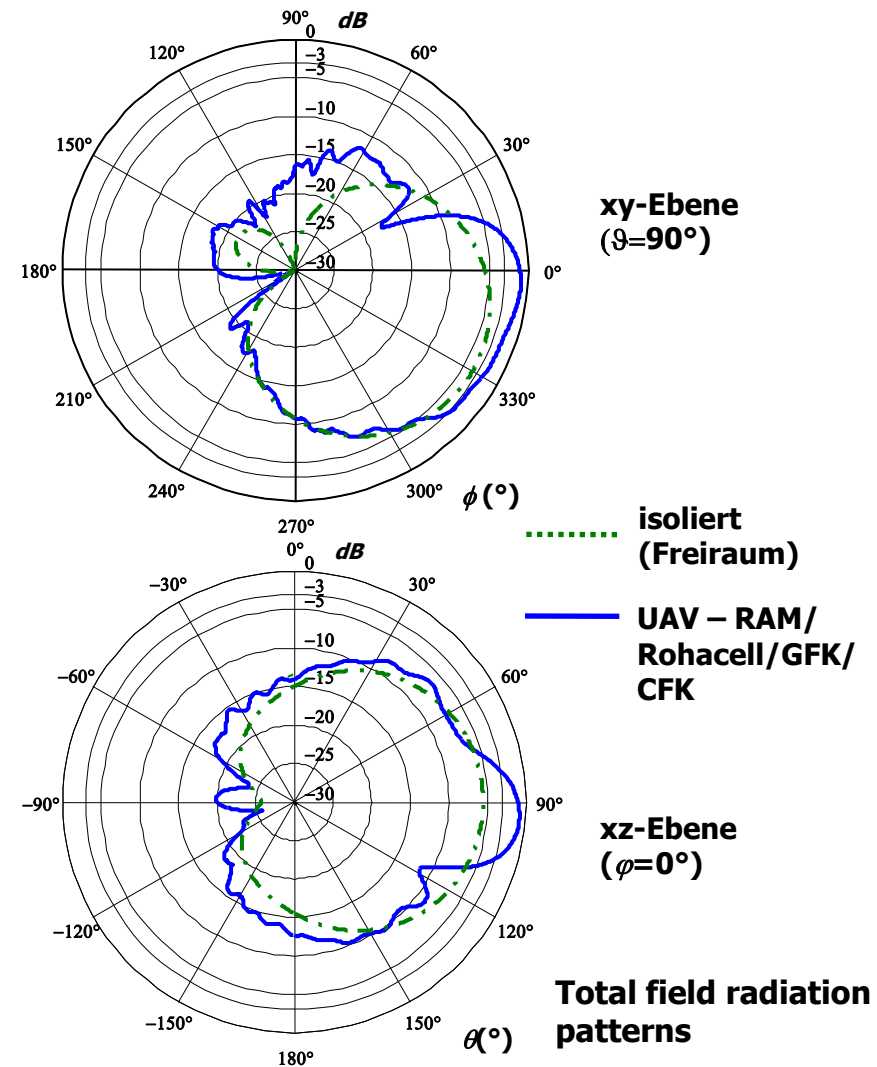 90° dB
0
−3
−5
120°
60°
−10
150°
30°
−15
−20
−25
xy-Ebene
(ϑ=90°)
180°
−30
0°
210°
330°
240°
300°
ϕ (°)
270°
isoliert
(Freiraum)
UAV – RAM/
Rohacell/GFK/
CFK
0° dB
0
−3
−5
−30°
30°
−10
−60°
60°
−15
−20
−25
−90°
−30
90°
xz-Ebene
(φ=0°)
−120°
120°
−150°
150°
θ(°)
180°
Total field radiation
patterns